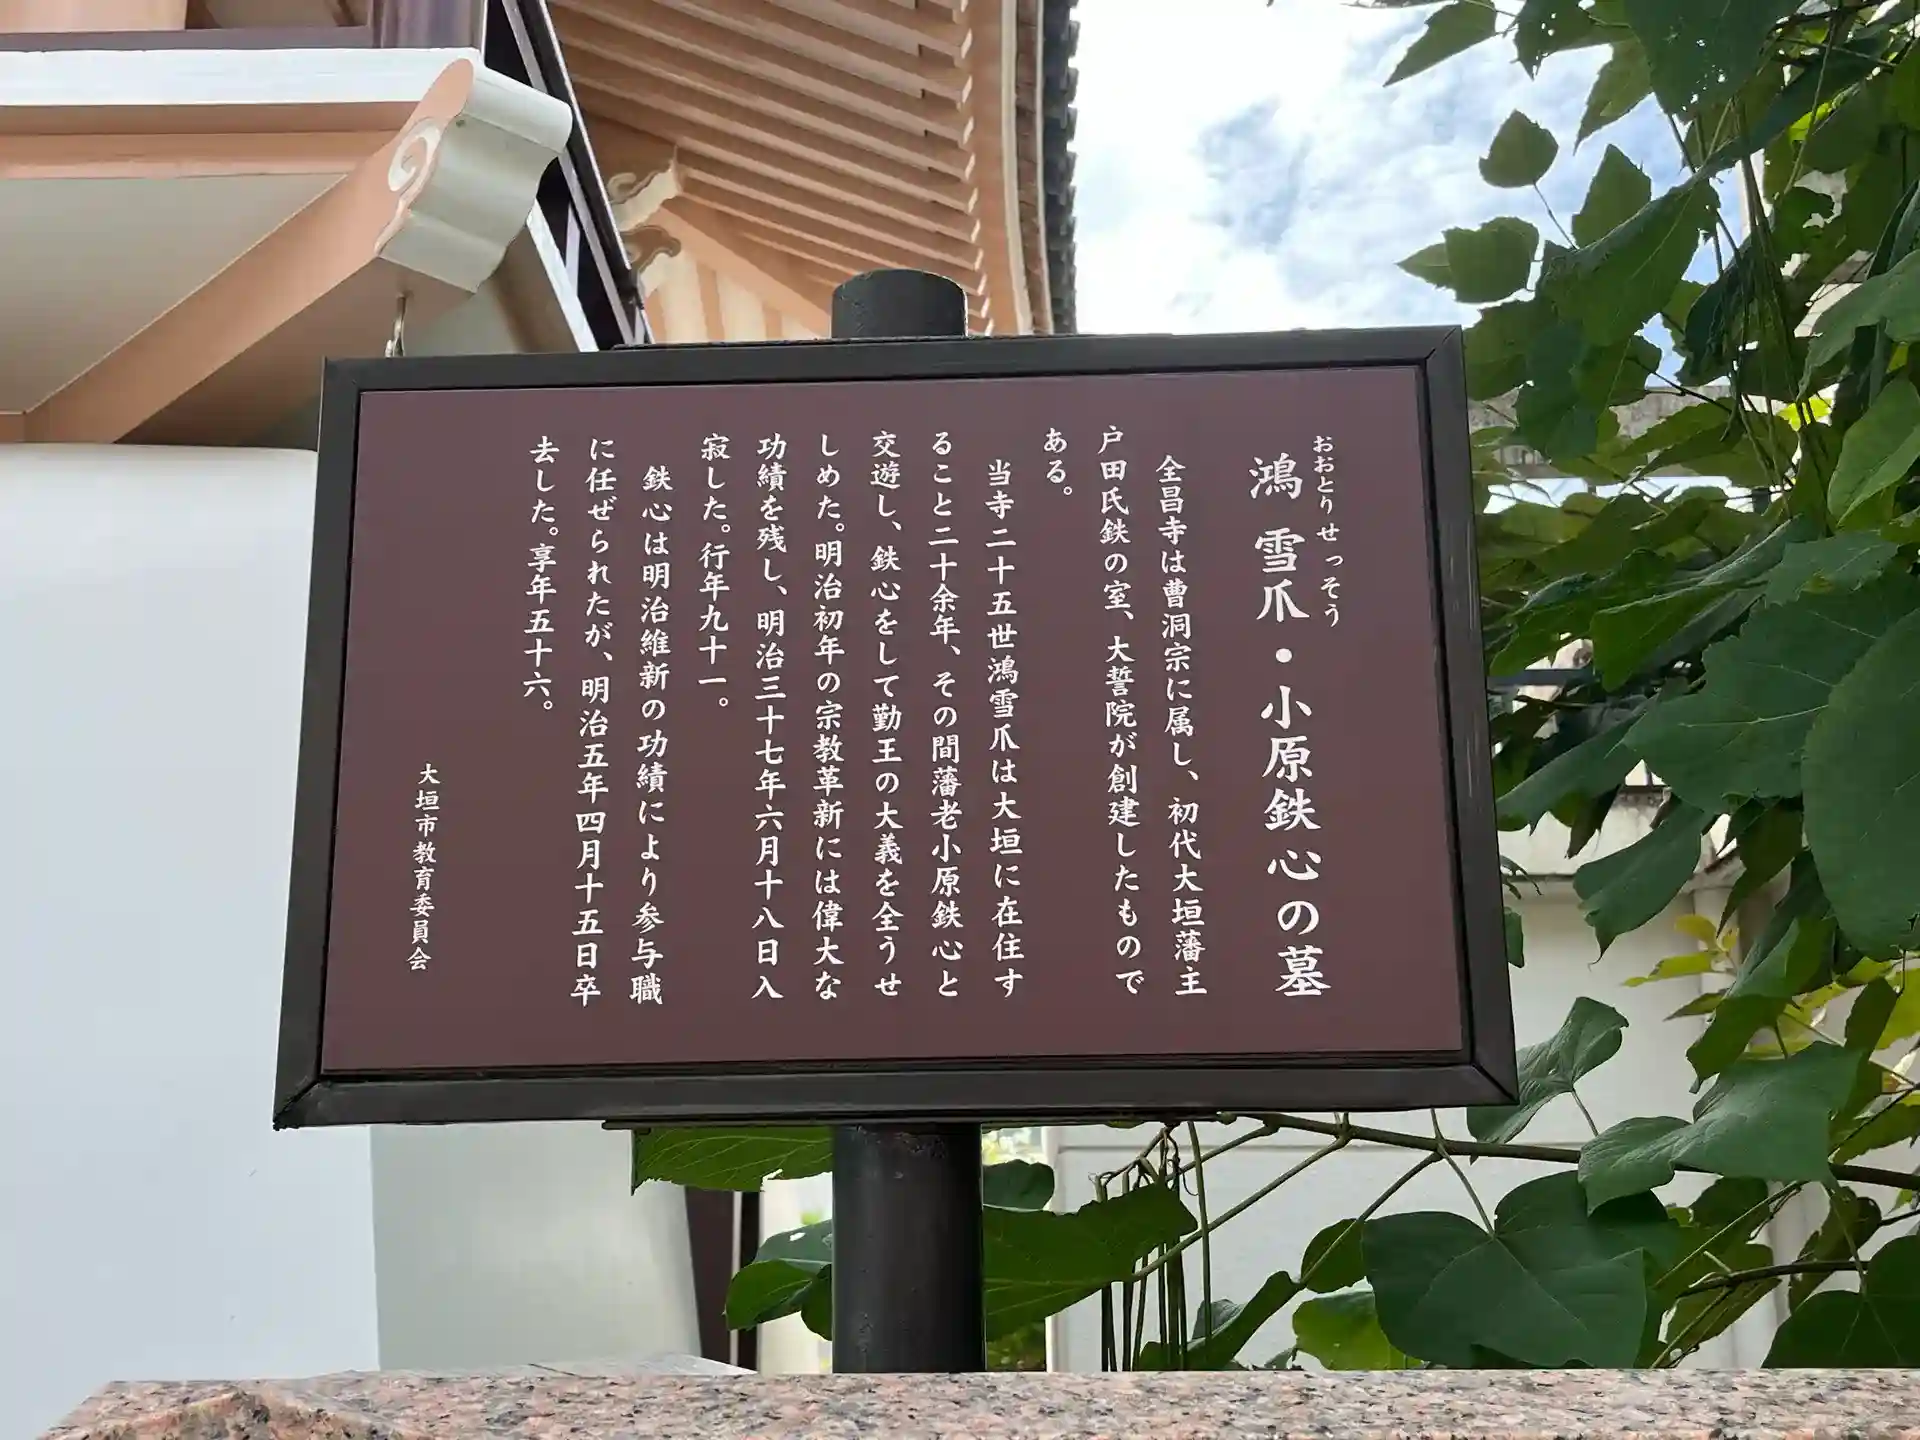 鴻雪爪・小原鉄心の墓
おおとりせっそう
全昌寺は曹洞宗に属し、初代大垣藩主
戸田氏鉄の室、大誓院が創建したもので
ある。
当寺二十五世鴻雪爪は大垣に在住す
ること二十余年、その間藩老小原鉄心と
交遊し、鉄心をして勤王の大義を全うせ
しめた。明治初年の宗教革新には偉大な
功績を残し、明治三十七年六月十八日入
寂した。行年九十一。
鉄心は明治維新の功績により参与職
に任ぜられたが、明治五年四月十五日卒
去した。享年五十六。
大垣市教育委員会